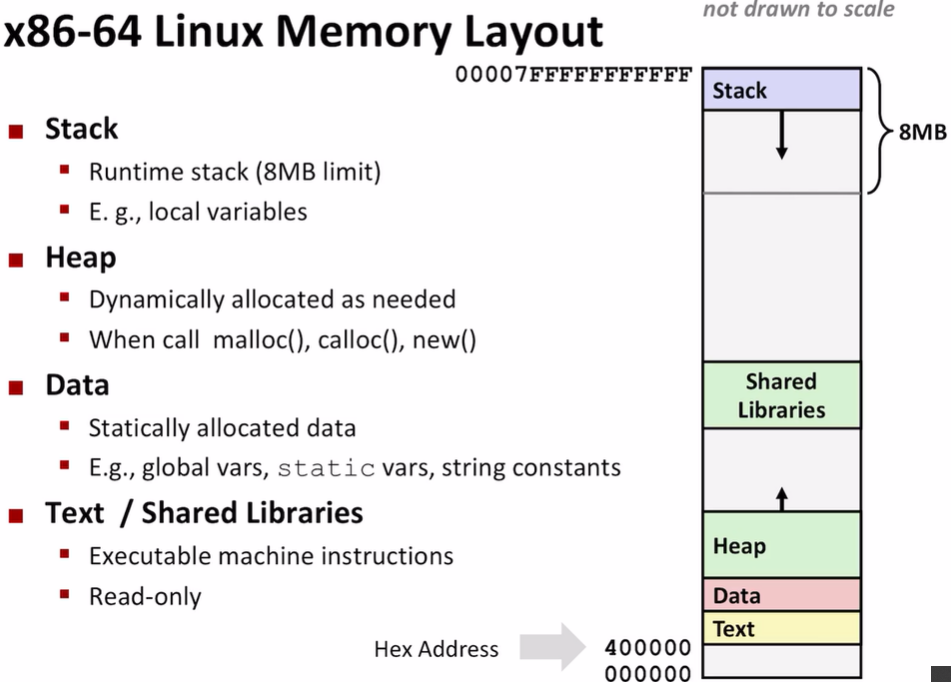 not drawn to scale
x86-64 Linux Memory Layout
00007FFFFFFFFFFF
Stack
8MB
Stack
Runtime stack (8MB limit)
E. g., local variables
Heap
Dynamically allocated as needed
When call malloc(), calloc(), new()
Data
Statically allocated data
E.g., global vars, static vars, string constants
Text / Shared Libraries
Executable machine instructions
Read-only
Shared
Libraries
Heap
Data
Text
Hex Address
400000
000000